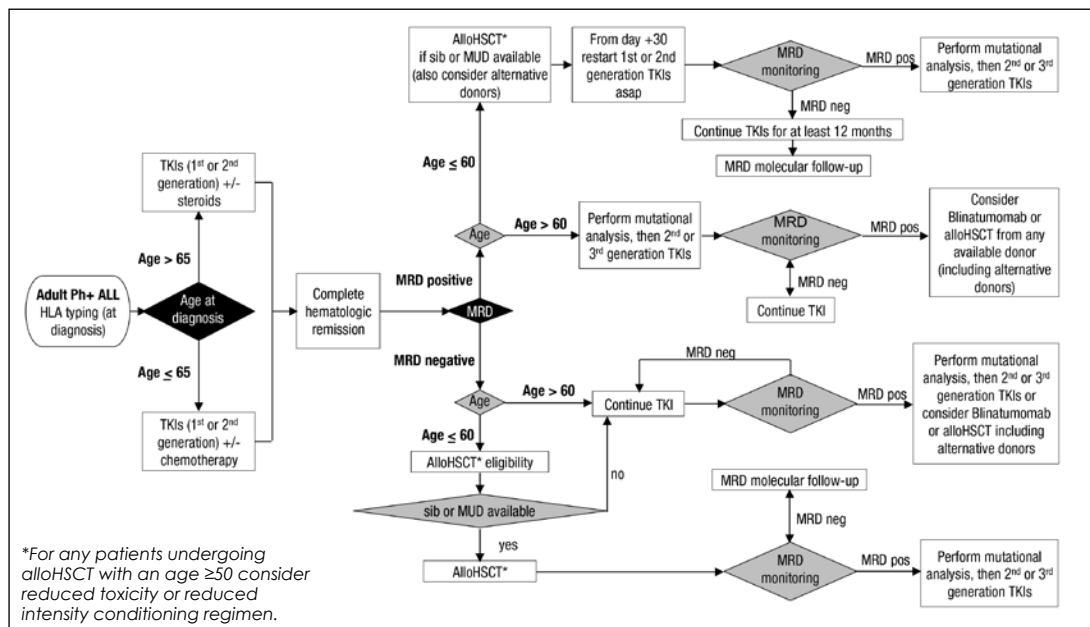 AlloHSCT*
if sib or MUD available
(also consider alternative
donors)
From day +30
restart 1st or 2nd
generation TKIs
asap
MRD
monitoring
MRD pos
Perform mutational
analysis, then 2nd or 3rd
generation TKIs
MRD neg
Continue TKIs for at least 12 months
MRD molecular follow-up
Age ≤ 60
TKIs (1st or 2nd
generation) +/-
steroids
Age > 65
Adult Ph+ ALL
HLA typing (at
diagnosis)
Age at
diagnosis
Age ≤ 65
TKIs (1st or 2nd
generation) +/-
chemotherapy
Complete
hematologic
remission
MRD
MRD positive
Age
Age > 60
Perform mutational
analysis, then 2nd or
3rd generation TKIs
MRD
monitoring
MRD pos
Consider
Blinatumomab or
alloHSCT from any
available donor
(including alternative
donors)
MRD neg
Continue TKI
MRD negative
Age
Age > 60
Continue TKI
MRD neg
MRD
monitoring
MRD pos
Perform mutational
analysis, then 2nd or 3rd
generation TKIs or
consider Blinatumomab
or alloHSCT including
alternative donors
Age ≤ 60
AlloHSCT* eligibility
sib or MUD available
no
yes
AlloHSCT*
MRD molecular follow-up
MRD neg
MRD
monitoring
MRD pos
Perform mutational
analysis, then 2nd or 3rd
generation TKIs
*For any patients undergoing
alloHSCT with an age ≥50 consider
reduced toxicity or reduced
intensity conditioning regimen.